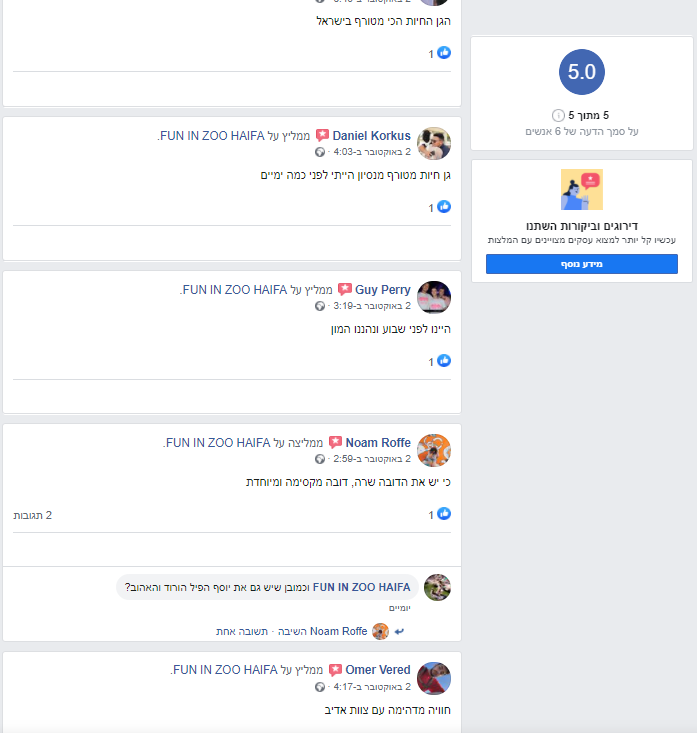 הגן החיות הכי מטורף בישראל
1
Daniel Korkus ממליץ על FUN IN ZOO HAIFA.
2 באוקטובר ב-4:03 ·
גן חיות מטורף מנסיון הייתי לפני כמה ימיים
1
Guy Perry ממליץ על FUN IN ZOO HAIFA.
2 באוקטובר ב-3:19 ·
היינו לפני שבוע ונהננו המון
1
Noam Roffe ממליצה על FUN IN ZOO HAIFA.
2 באוקטובר ב-2:59 ·
כי יש את הדובה שרה, דובה מקסימה ומיוחדת
1
2 תגובות
FUN IN ZOO HAIFA וכמובן שיש גם את יוסף הפיל הורוד והאהוב?
יומיים
Noam Roffe השיבה · תשובה אחת
Omer Vered ממליץ על FUN IN ZOO HAIFA.
2 באוקטובר ב-4:17 ·
חוויה מדהימה עם צוות אדיב
5.0
5 מתוך 5
על סמך הדעה של 6 אנשים
דירוגים וביקורות השתנו
עכשיו קל יותר למצוא עסקים מצויינים עם המלצות
מידע נוסף